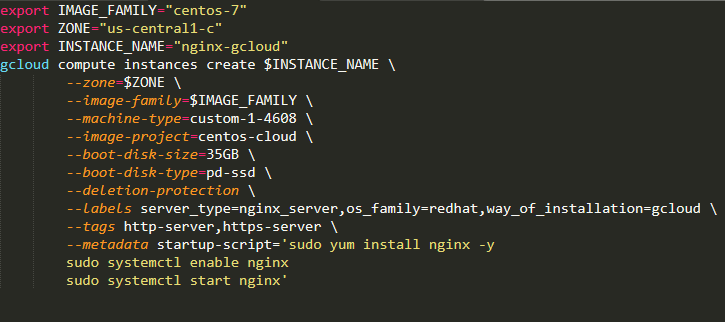 export IMAGE_FAMILY="centos-7"
export ZONE="us-central1-c"
export INSTANCE_NAME="nginx-gcloud"
gcloud compute instances create $INSTANCE_NAME \
--zone=$ZONE \
--image-family=$IMAGE_FAMILY \
--machine-type=custom-1-4608 \
--image-project=centos-cloud \
--boot-disk-size=35GB \
--boot-disk-type=pd-ssd \
--deletion-protection \
--labels server_type=nginx_server,os_family=redhat,way_of_installation=gcloud \
--tags http-server,https-server \
--metadata startup-script='sudo yum install nginx -y
sudo systemctl enable nginx
sudo systemctl start nginx'